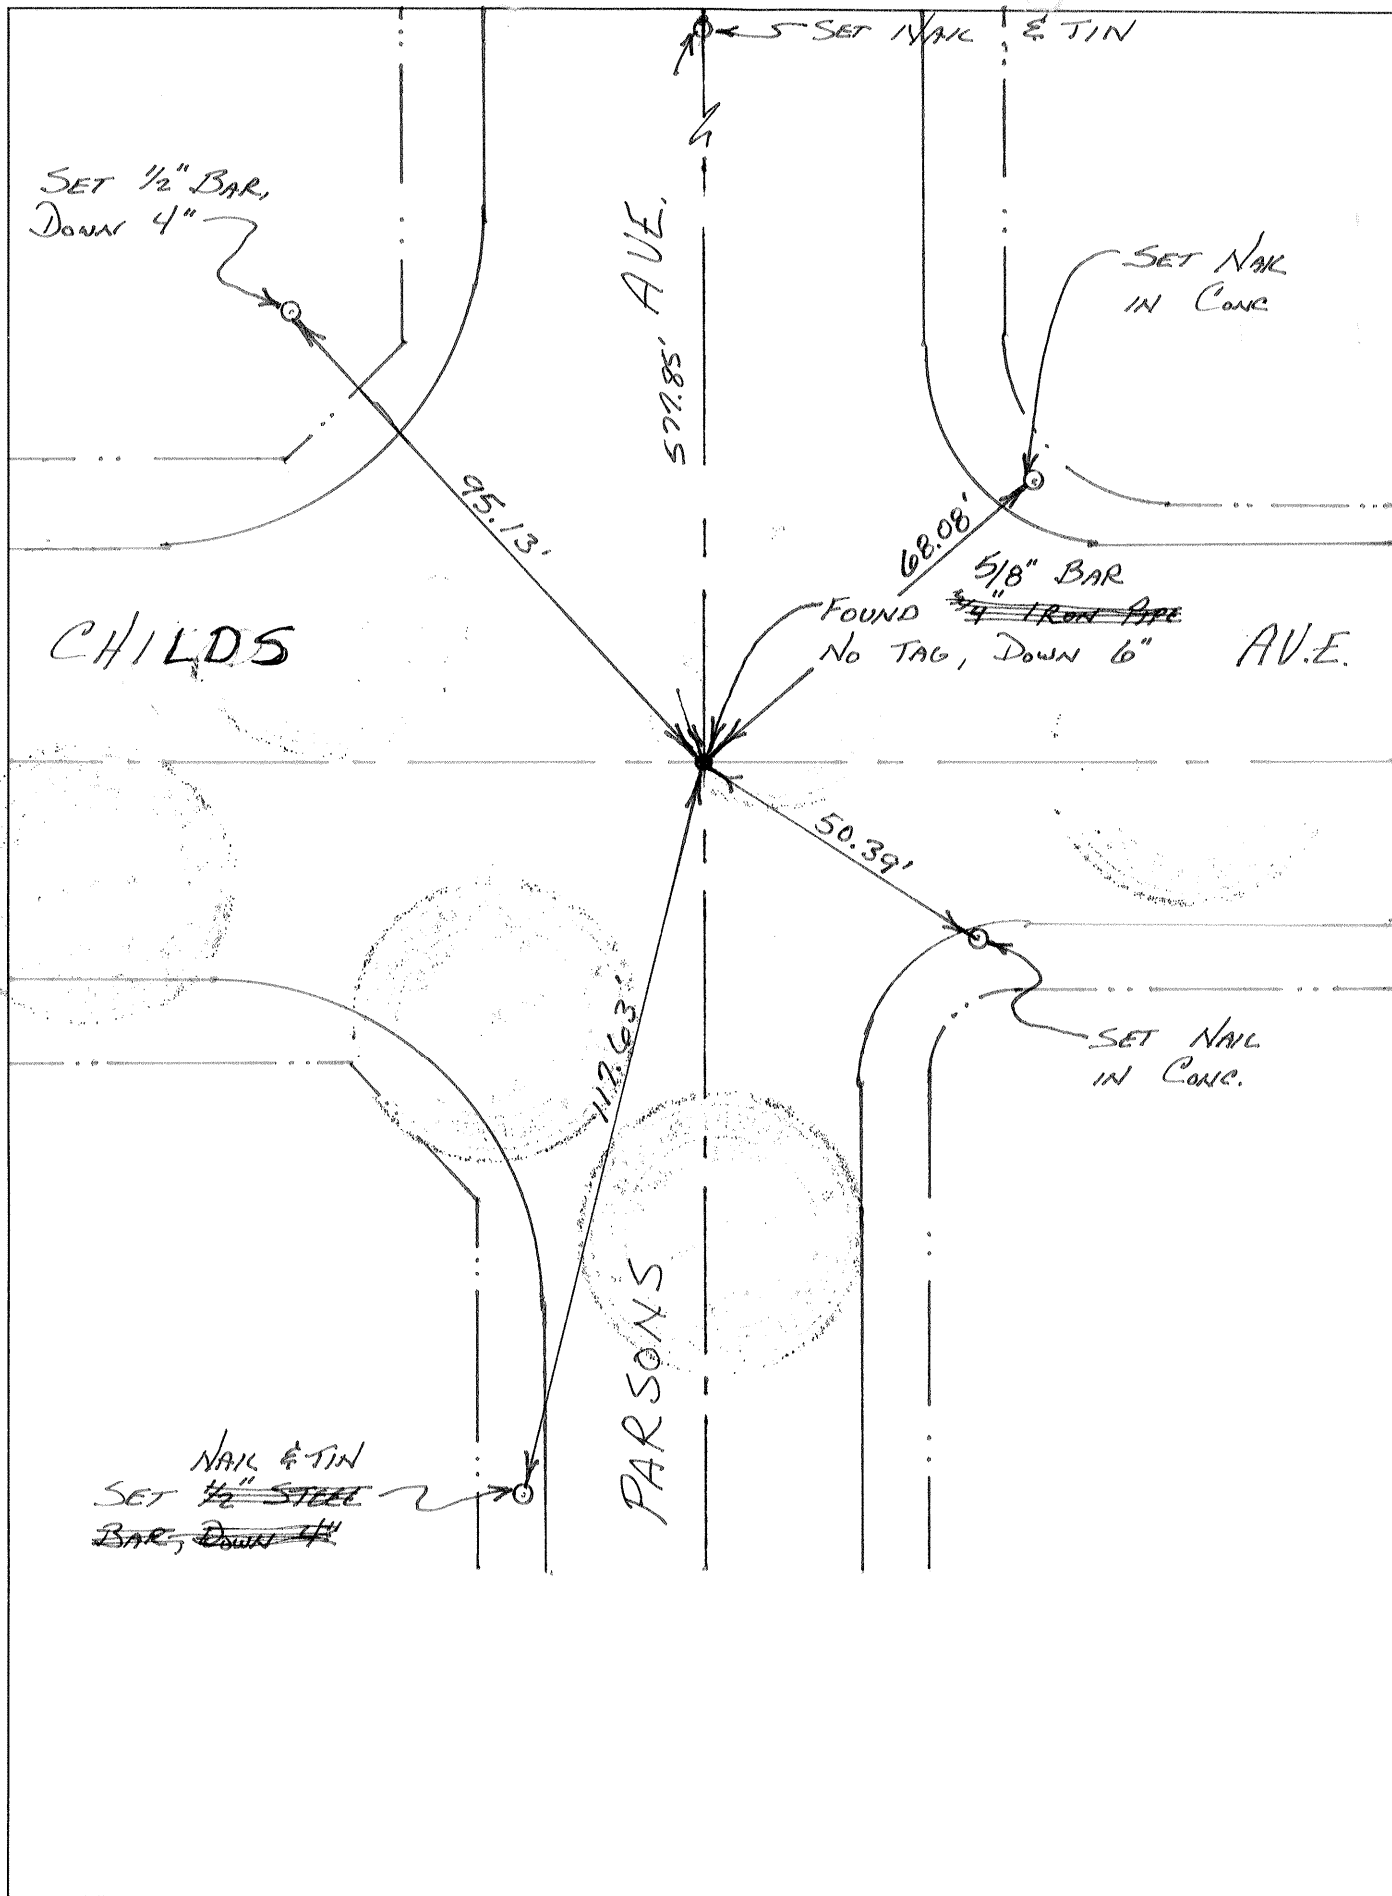 SET NAIL & TIN
SET 1/2" BAR,
DOWN 4"
577.85' AVE.
SET NAIL
IN CONC
95.13'
68.08'
5/8" BAR
FOUND 3/4" IRON PIPE
NO TAG, DOWN 6"
CHILDS AVE.
50.39'
117.63'
SET NAIL
IN CONC.
PARSONS
NAIL & TIN
SET 1/2" STEEL
BAR, DOWN 4"